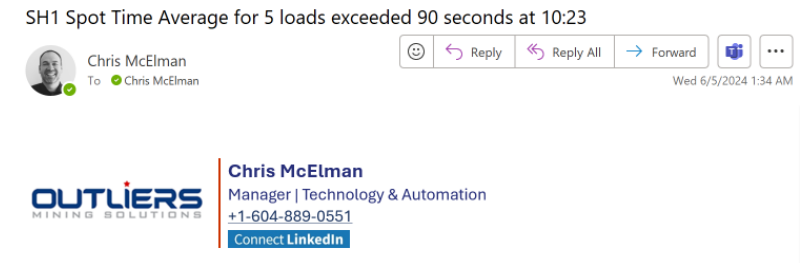 SH1 Spot Time Average for 5 loads exceeded 90 seconds at 10:23
Chris McElman
To Chris McElman
Reply
Reply All
Forward
Wed 6/5/2024 1:34 AM
OUTLIERS
MINING SOLUTIONS
Chris McElman
Manager | Technology & Automation
+1-604-889-0551
Connect LinkedIn